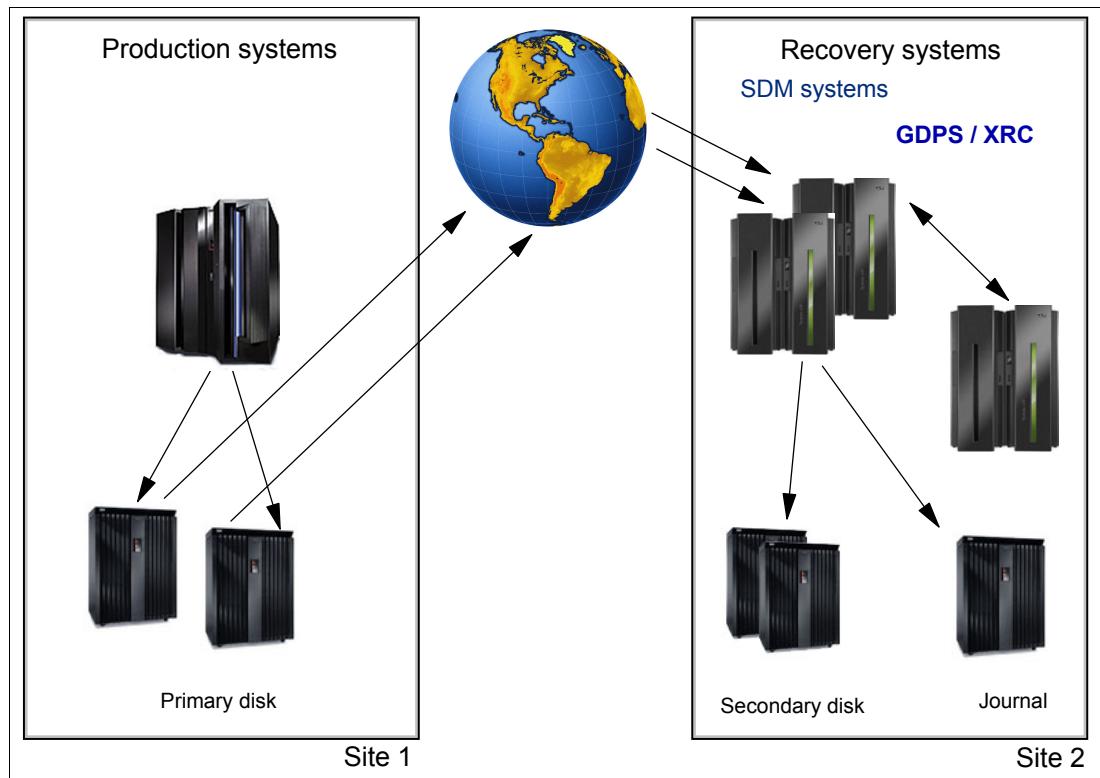 Production systems
Recovery systems
SDM systems
GDPS / XRC
Primary disk
Secondary disk
Journal
Site 1
Site 2